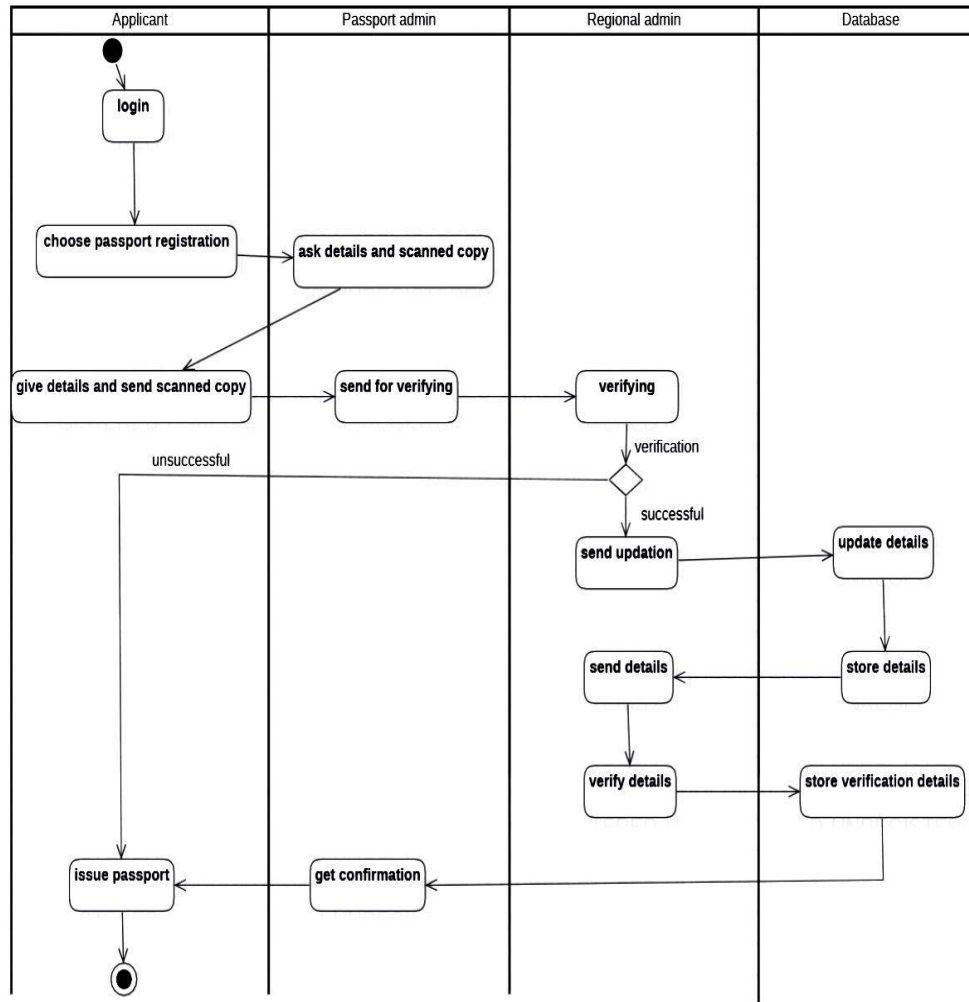 Applicant
Passport admin
Regional admin
Database
login
choose passport registration
ask details and scanned copy
give details and send scanned copy
send for verifying
verifying
verification
unsuccessful
successful
send updation
update details
send details
store details
verify details
store verification details
issue passport
get confirmation